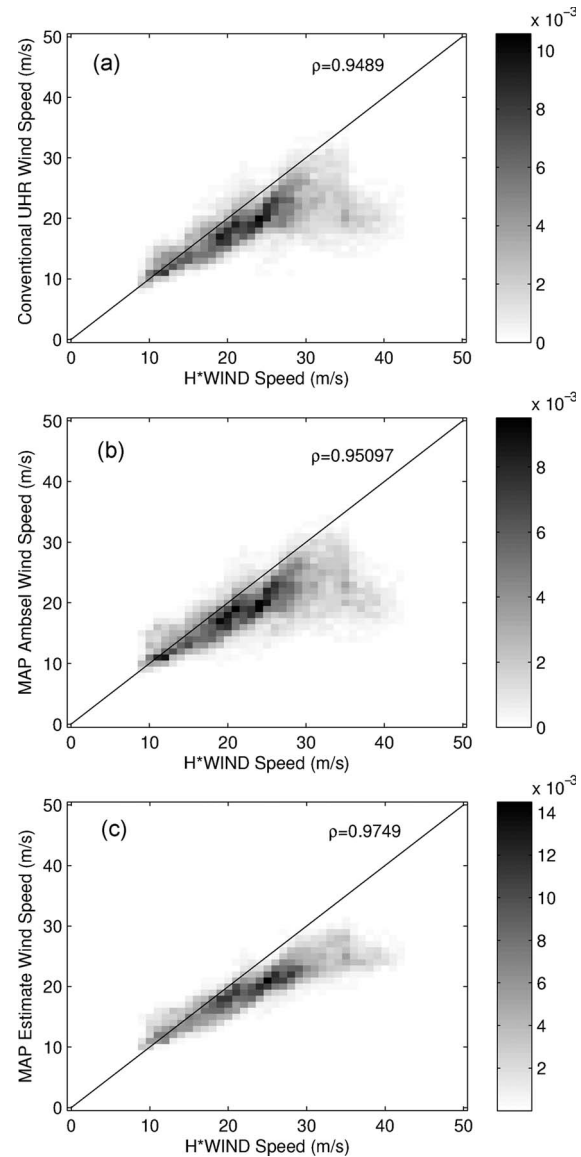 x 10⁻³
(a)
ρ=0.9489
Conventional UHR Wind Speed (m/s)
50
40
30
20
10
0
0 10 20 30 40 50
H*WIND Speed (m/s)
10
8
6
4
2
0
x 10⁻³
(b)
ρ=0.95097
MAP Ambsel Wind Speed (m/s)
50
40
30
20
10
0
0 10 20 30 40 50
H*WIND Speed (m/s)
8
6
4
2
0
x 10⁻³
(c)
ρ=0.9749
MAP Estimate Wind Speed (m/s)
50
40
30
20
10
0
0 10 20 30 40 50
H*WIND Speed (m/s)
14
12
10
8
6
4
2